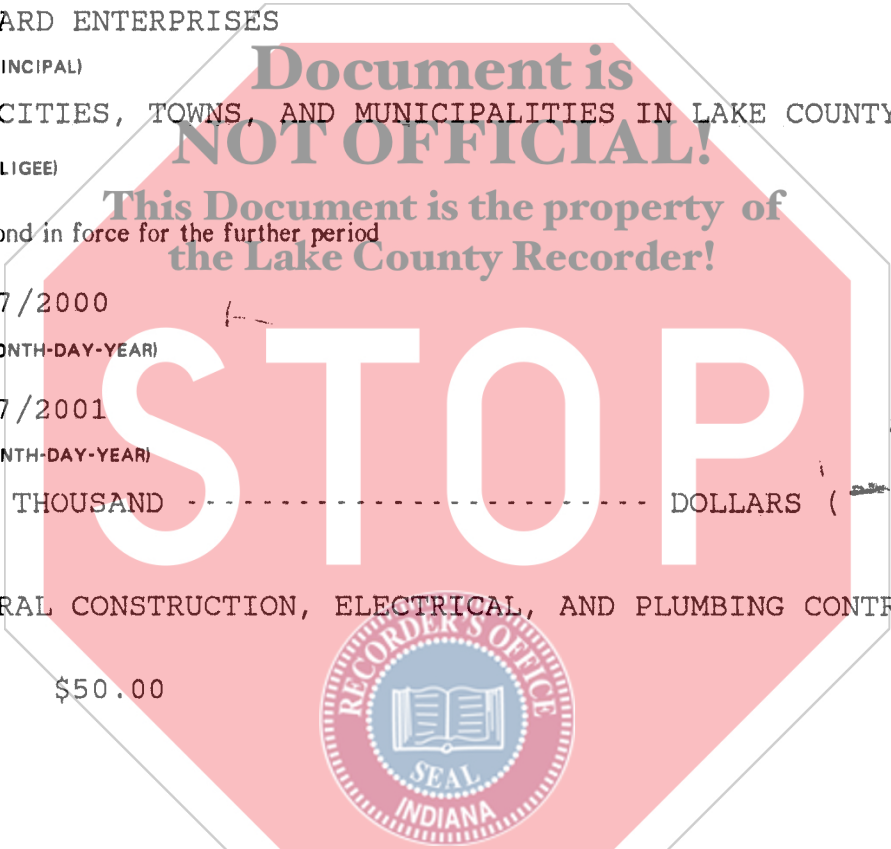 ARD ENTERPRISES
Document is
INCIPAL)
CITIES, TOWNS, AND MUNICIPALITIES IN LAKE COUNTY
NOT OFFICIAL!
LIGEE)
This Document is the property of
ond in force for the further period
the Lake County Recorder!
7/2000
ONTH-DAY-YEAR)
STOP
7/2001
NTH-DAY-YEAR)
THOUSAND -------------------------- DOLLARS (
RAL CONSTRUCTION, ELECTRICAL, AND PLUMBING CONTR
RECORDER'S OFFICE
$50.00
SEAL
INDIANA